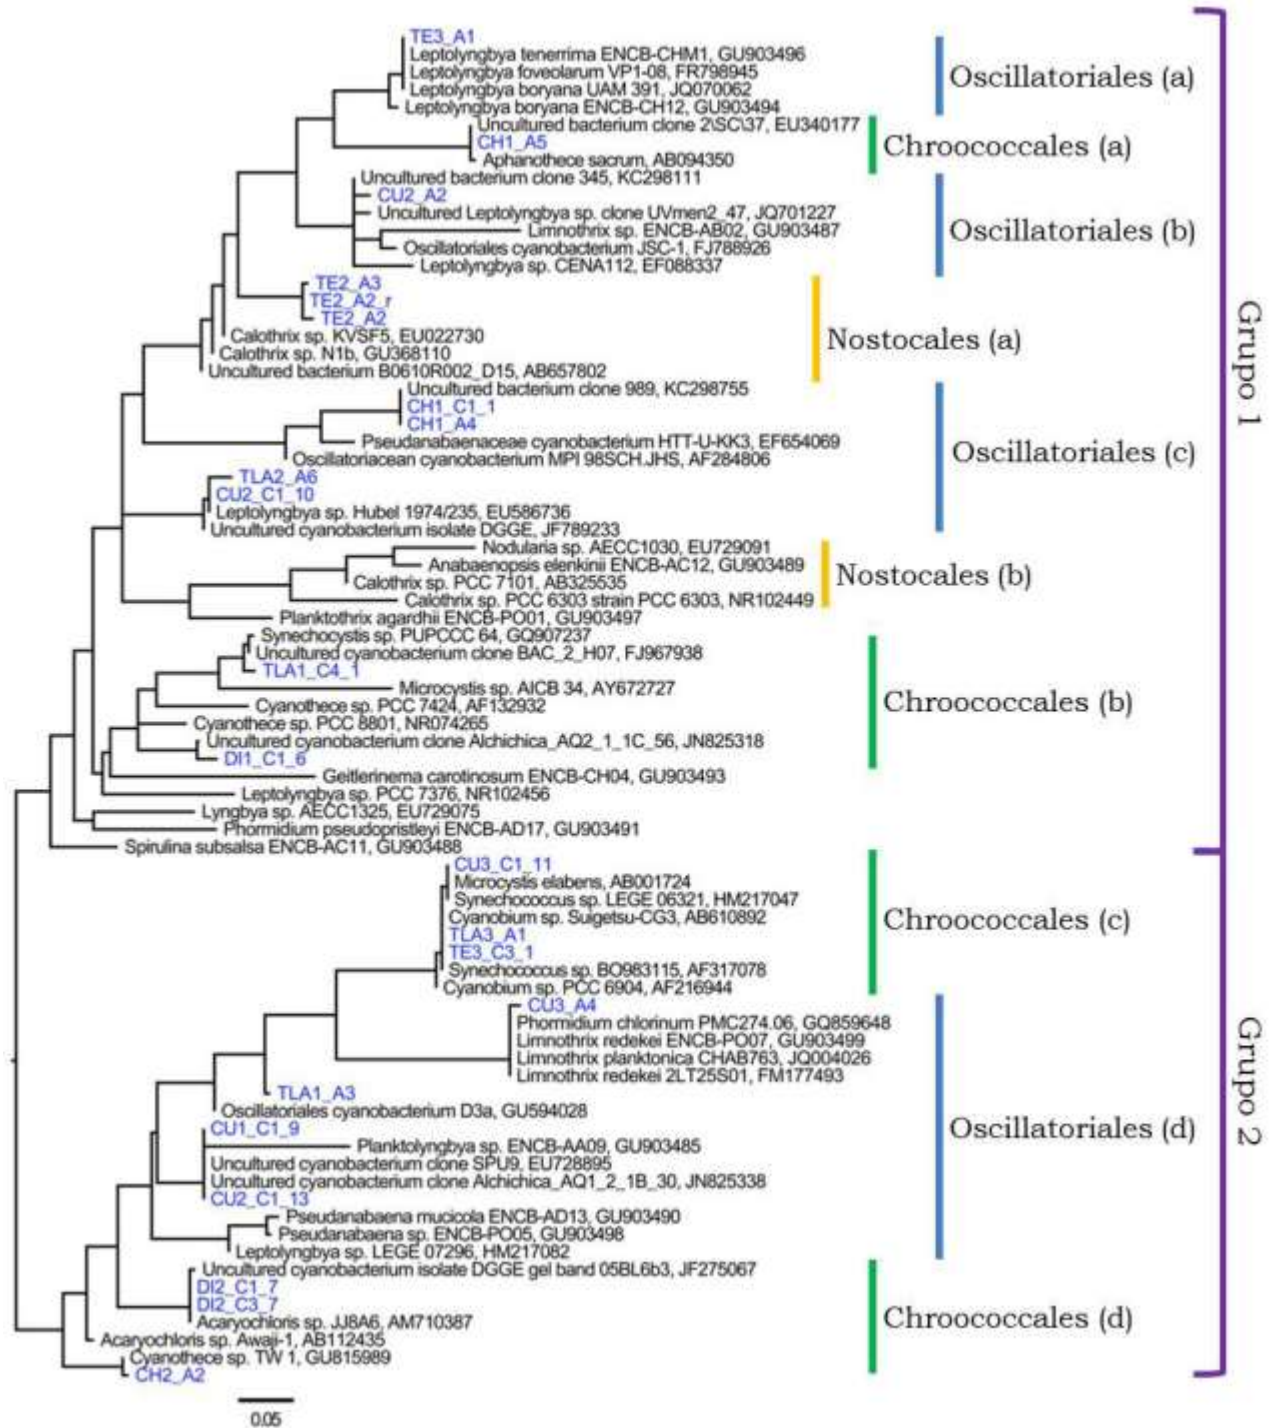 TE3_A1
Leptolyngbya tenerrima ENCB-CHM1, GU903496
Leptolyngbya foveolarum VP1-08, FR798945
Leptolyngbya boryana UAM 391, JQ070062
Leptolyngbya boryana ENCB-CH12, GU903494
Oscillatoriales (a)
Uncultured bacterium clone 2\SC\37, EU340177
CH1_A5
Aphanothece sacrum, AB094350
Chroococcales (a)
Uncultured bacterium clone 345, KC298111
CU2_A2
Uncultured Leptolyngbya sp. clone UVmen2_47, JQ701227
Limnothrix sp. ENCB-AB02, GU903487
Oscillatoriales cyanobacterium JSC-1, FJ788926
Leptolyngbya sp. CENA112, EF088337
Oscillatoriales (b)
TE2_A3
TE2_A2_r
TE2_A2
Calothrix sp. KVSF5, EU022730
Calothrix sp. N1b, GU368110
Uncultured bacterium B0610R002_D15, AB657802
Nostocales (a)
Uncultured bacterium clone 989, KC298755
CH1_C1_1
CH1_A4
Pseudanabaenaceae cyanobacterium HTT-U-KK3, EF654069
Oscillatoriacean cyanobacterium MPI 98SCH.JHS, AF284806
TLA2_A6
CU2_C1_10
Leptolyngbya sp. Hubel 1974/235, EU586736
Uncultured cyanobacterium isolate DGGE, JF789233
Oscillatoriales (c)
Nodularia sp. AECC1030, EU729091
Anabaenopsis elenkinii ENCB-AC12, GU903489
Calothrix sp. PCC 7101, AB325535
Calothrix sp. PCC 6303 strain PCC 6303, NR102449
Nostocales (b)
Planktothrix agardhii ENCB-PO01, GU903497
Synechocystis sp. PUPCCC 64, GQ907237
Uncultured cyanobacterium clone BAC_2_H07, FJ967938
TLA1_C4_1
Microcystis sp. AICB 34, AY672727
Cyanothece sp. PCC 7424, AF132932
Cyanothece sp. PCC 8801, NR074265
Uncultured cyanobacterium clone Alchichica_AQ2_1_1C_56, JN825318
DI1_C1_6
Chroococcales (b)
Geitlerinema carotinosum ENCB-CH04, GU903493
Leptolyngbya sp. PCC 7376, NR102456
Lyngbya sp. AECC1325, EU729075
Phormidium pseudopristleyi ENCB-AD17, GU903491
Spirulina subsalsa ENCB-AC11, GU903488
Grupo 1
CU3_C1_11
Microcystis elabens, AB001724
Synechococcus sp. LEGE 06321, HM217047
Cyanobium sp. Suigetsu-CG3, AB610892
TLA3_A1
TE3_C3_1
Synechococcus sp. BO983115, AF317078
Cyanobium sp. PCC 6904, AF216944
Chroococcales (c)
CU3_A4
Phormidium chlorinum PMC274.06, GQ859648
Limnothrix redekei ENCB-PO07, GU903499
Limnothrix planktonica CHAB763, JQ004026
Limnothrix redekei 2LT25S01, FM177493
TLA1_A3
Oscillatoriales cyanobacterium D3a, GU594028
CU1_C1_9
Planktolyngbya sp. ENCB-AA09, GU903485
Uncultured cyanobacterium clone SPU9, EU728895
Uncultured cyanobacterium clone Alchichica_AQ1_2_1B_30, JN825338
CU2_C1_13
Pseudanabaena mucicola ENCB-AD13, GU903490
Pseudanabaena sp. ENCB-PO05, GU903498
Leptolyngbya sp. LEGE 07296, HM217082
Oscillatoriales (d)
Uncultured cyanobacterium isolate DGGE gel band 05BL6b3, JF275067
DI2_C1_7
DI2_C3_7
Acaryochloris sp. JJ8A6, AM710387
Acaryochloris sp. Awaji-1, AB112435
Cyanothece sp. TW 1, GU815989
CH2_A2
Chroococcales (d)
Grupo 2
0.05